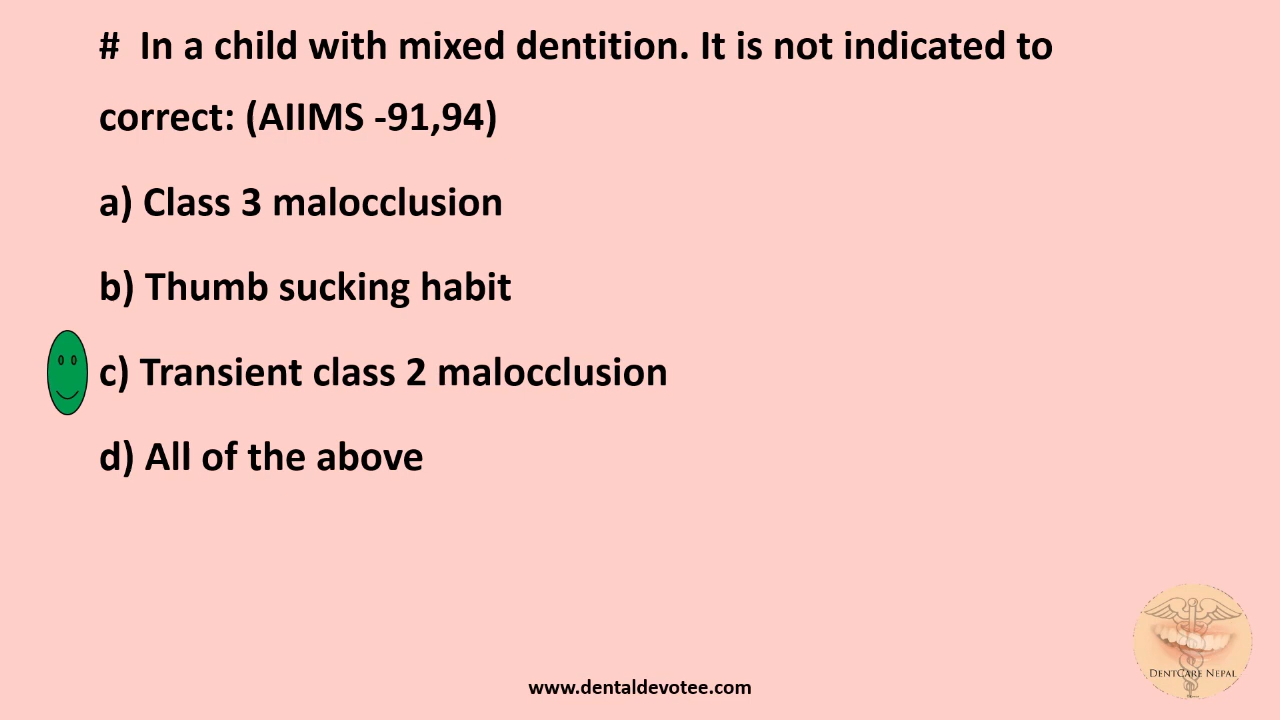 # In a child with mixed dentition. It is not indicated to
correct: (AIIMS -91,94)
a) Class 3 malocclusion
b) Thumb sucking habit
c) Transient class 2 malocclusion
d) All of the above
DENTCARE NEPAL
www.dentaldevotee.com